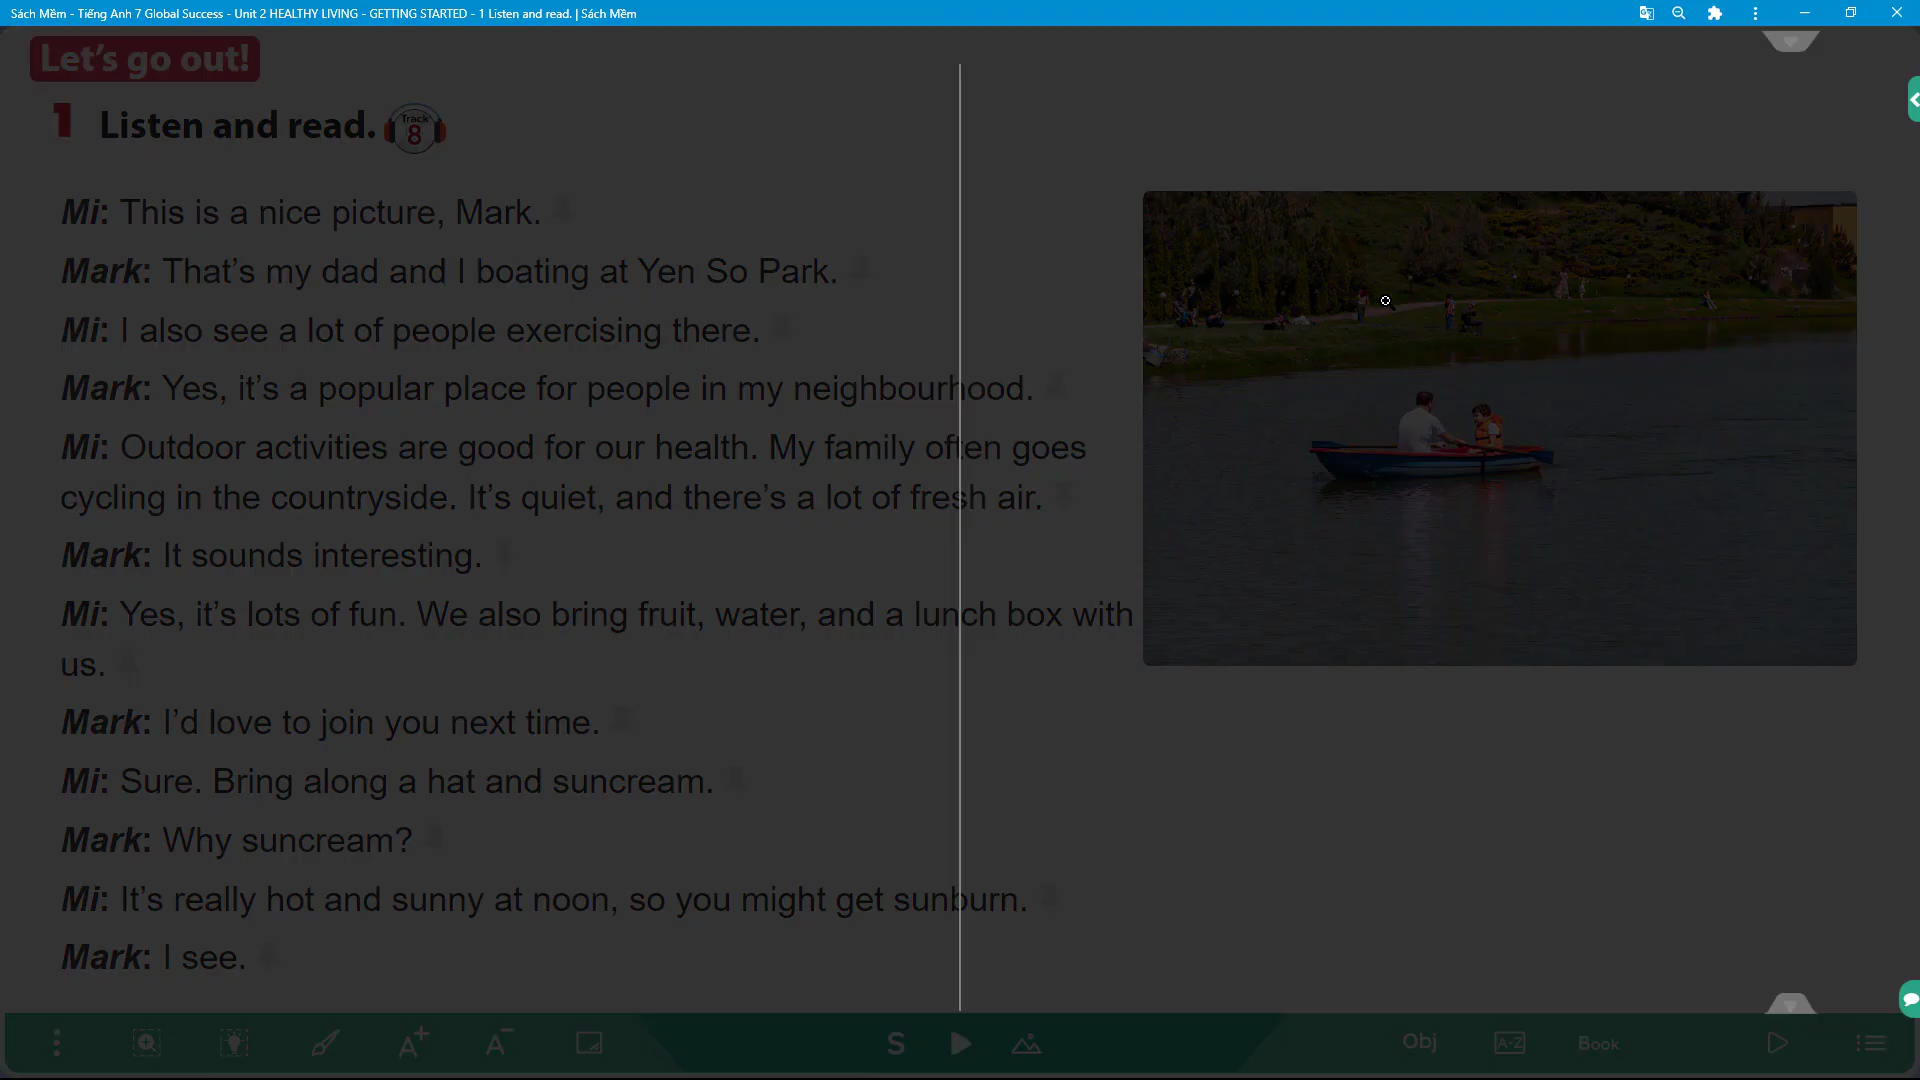 Sách Mềm - Tiếng Anh 7 Global Success - Unit 2 HEALTHY LIVING - GETTING STARTED - 1 Listen and read. | Sách Mềm
Let's go out!
1 Listen and read. Track 8
Mi: This is a nice picture, Mark.
Mark: That's my dad and I boating at Yen So Park.
Mi: I also see a lot of people exercising there.
Mark: Yes, it's a popular place for people in my neighbourhood.
Mi: Outdoor activities are good for our health. My family often goes
cycling in the countryside. It's quiet, and there's a lot of fresh air.
Mark: It sounds interesting.
Mi: Yes, it's lots of fun. We also bring fruit, water, and a lunch box with
us.
Mark: I'd love to join you next time.
Mi: Sure. Bring along a hat and suncream.
Mark: Why suncream?
Mi: It's really hot and sunny at noon, so you might get sunburn.
Mark: I see.
A+ A- S Obj A-Z Book